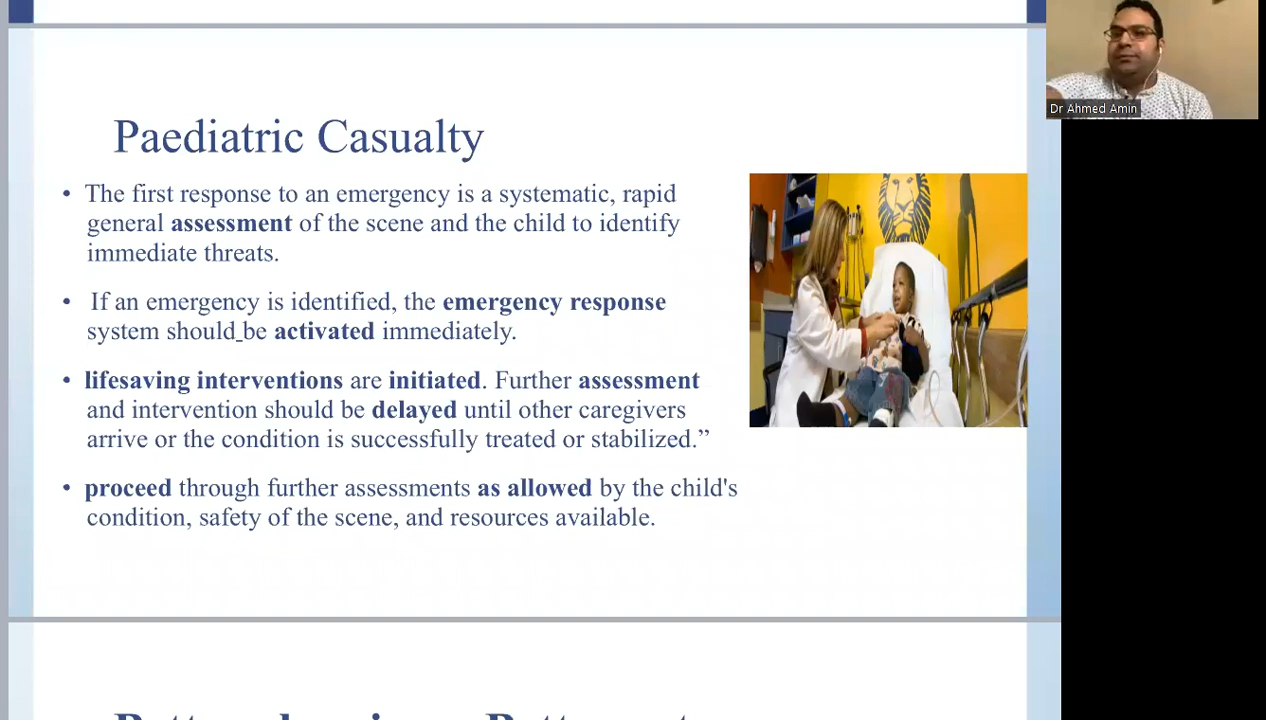 Paediatric Casualty
• The first response to an emergency is a systematic, rapid
general assessment of the scene and the child to identify
immediate threats.
• If an emergency is identified, the emergency response
system should be activated immediately.
• lifesaving interventions are initiated. Further assessment
and intervention should be delayed until other caregivers
arrive or the condition is successfully treated or stabilized.”
• proceed through further assessments as allowed by the child's
condition, safety of the scene, and resources available.
Dr Ahmed Amin